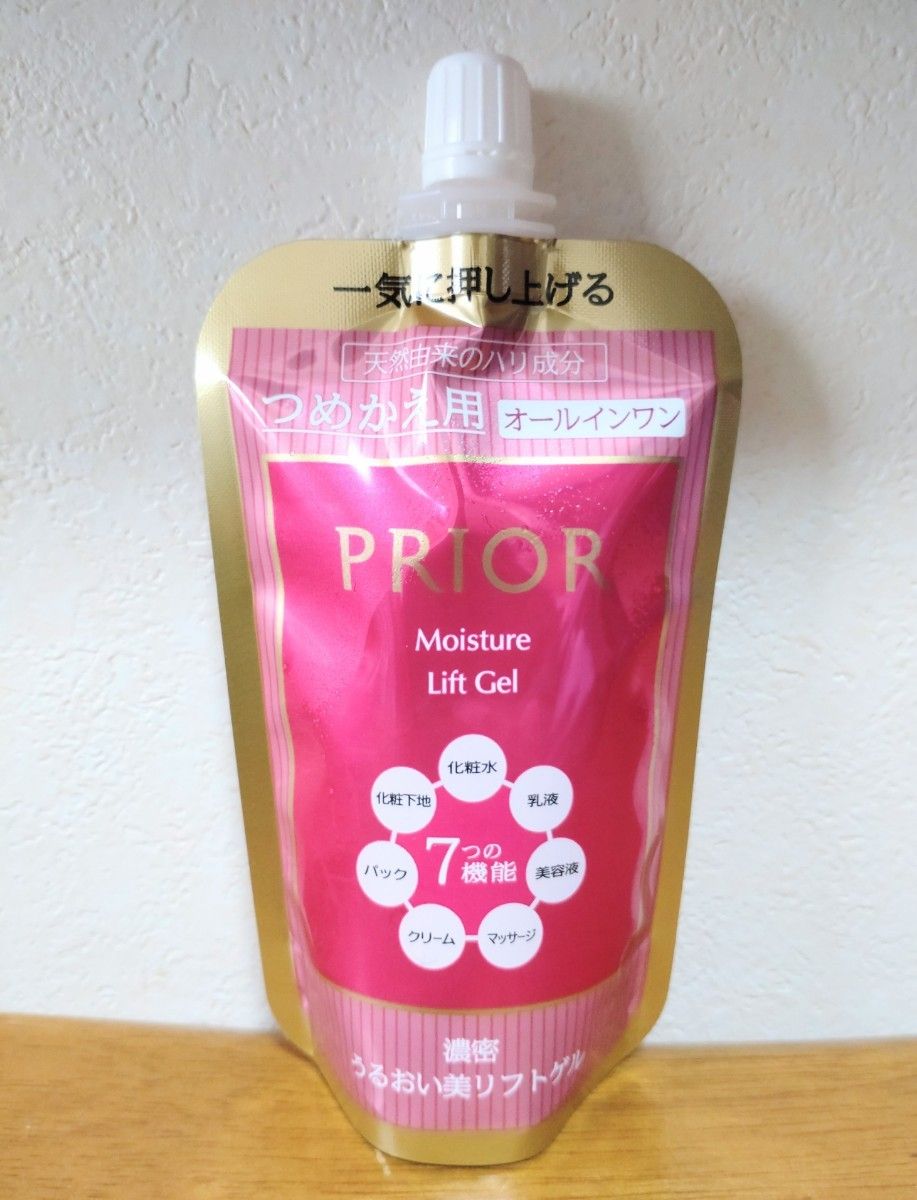 一気に押し上げる
天然由来のハリ成分
つめかえ用 オールインワン
PRIOR
Moisture
Lift Gel
化粧水
化粧下地
乳液
7つの
機能
パック
美容液
クリーム
マッサージ
濃密
うるおい美リフトゲル